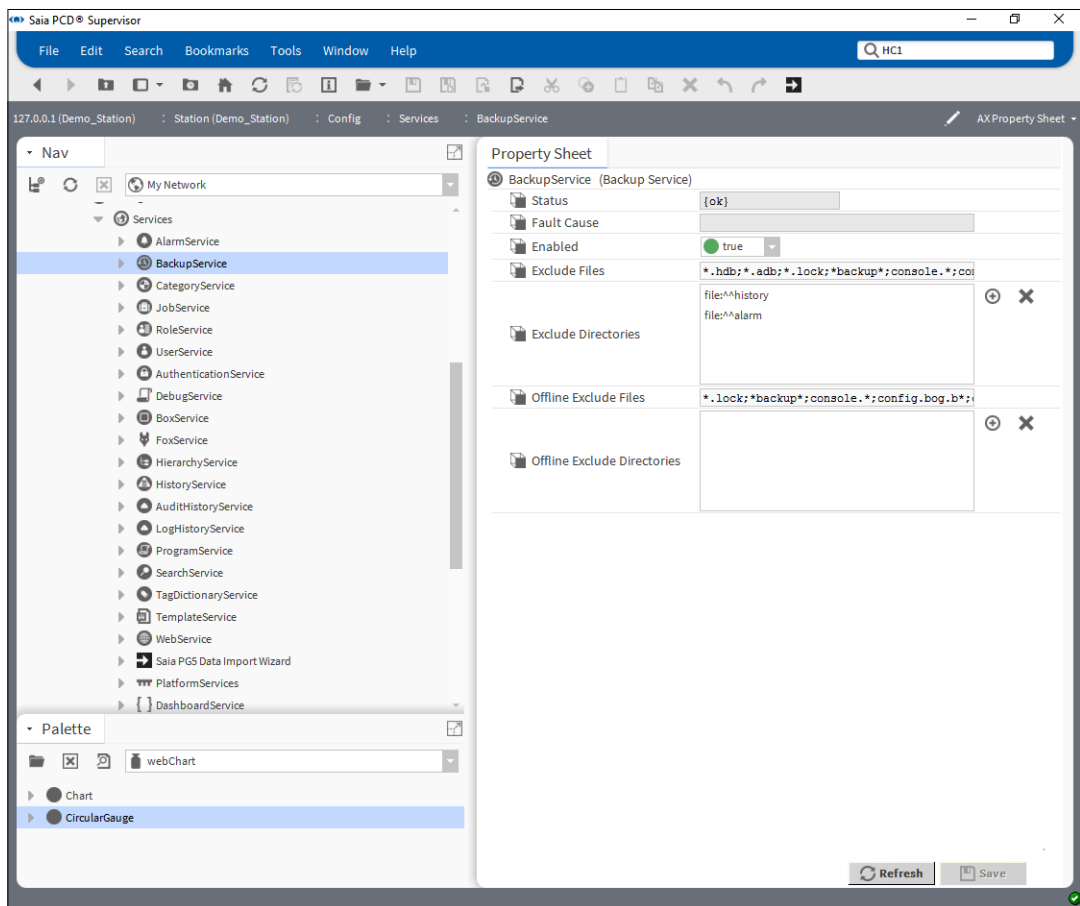 Saia PCD® Supervisor
File Edit Search Bookmarks Tools Window Help
HC1
127.0.0.1 (Demo_Station) : Station (Demo_Station) : Config : Services : BackupService
AX Property Sheet
Nav
My Network
Services
AlarmService
BackupService
CategoryService
JobService
RoleService
UserService
AuthenticationService
DebugService
BoxService
FoxService
HierarchyService
HistoryService
AuditHistoryService
LogHistoryService
ProgramService
SearchService
TagDictionaryService
TemplateService
WebService
Saia PG5 Data Import Wizard
PlatformServices
DashboardService
Palette
webChart
Chart
CircularGauge
Property Sheet
BackupService (Backup Service)
Status {ok}
Fault Cause
Enabled true
Exclude Files *.hdb;*.adb;*.lock;*backup*;console.*;
Exclude Directories
file:^^history
file:^^alarm
Offline Exclude Files *.lock;*backup*;console.*;config.bog.b*;
Offline Exclude Directories
Refresh Save